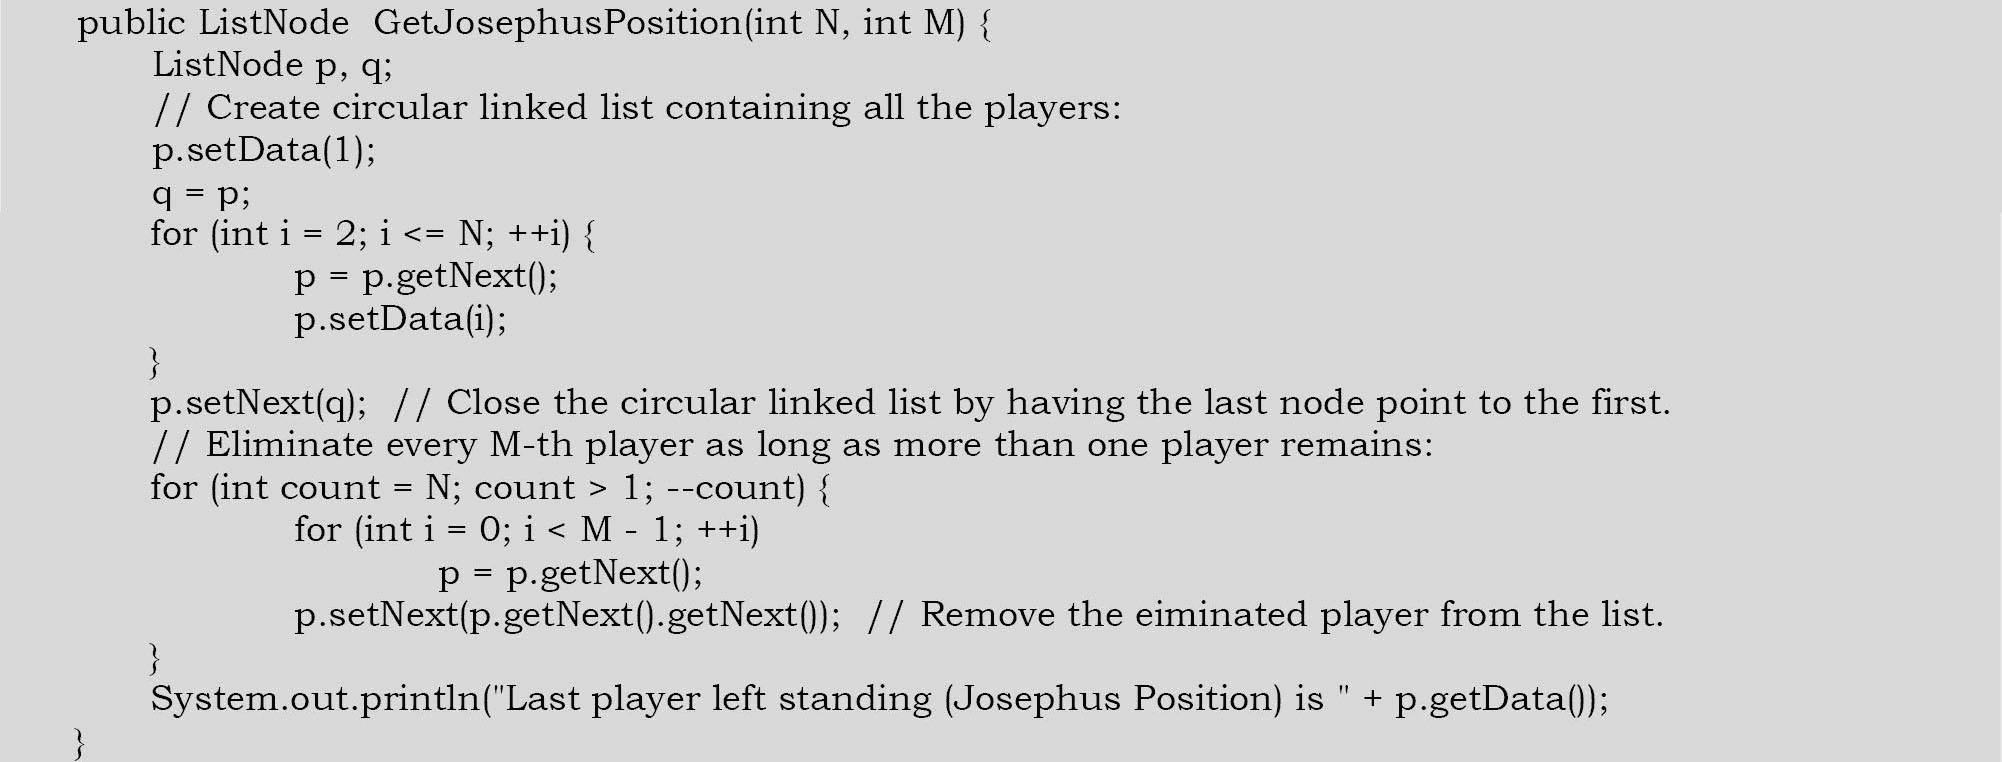 public ListNode GetJosephusPosition(int N, int M) {
ListNode p, q;
// Create circular linked list containing all the players:
p.setData(1);
q = p;
for (int i = 2; i <= N; ++i) {
p = p.getNext();
p.setData(i);
}
p.setNext(q); // Close the circular linked list by having the last node point to the first.
// Eliminate every M-th player as long as more than one player remains:
for (int count = N; count > 1; --count) {
for (int i = 0; i < M - 1; ++i)
p = p.getNext();
p.setNext(p.getNext().getNext()); // Remove the eiminated player from the list.
}
System.out.println("Last player left standing (Josephus Position) is " + p.getData());
}